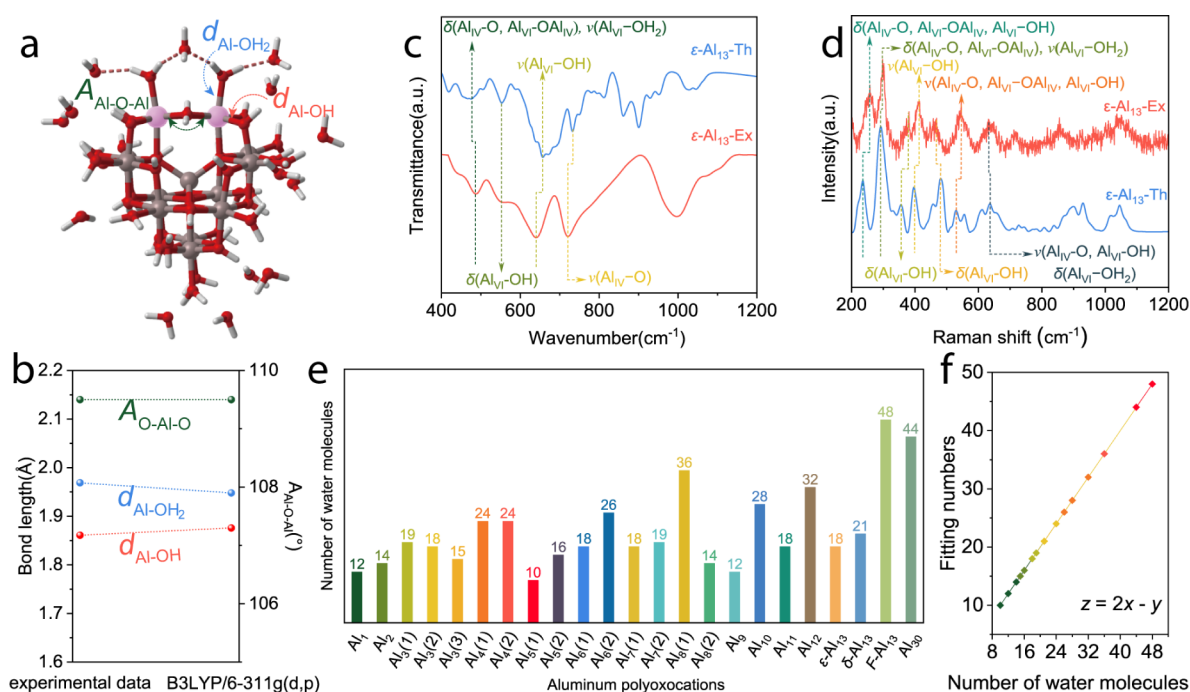 a
d
Al-OH₂
A
Al-O-Al
d
Al-OH
b
Bond length(Å)
2.2
2.1
2.0
1.9
1.8
1.7
1.6
A O-Al-O
d Al-OH₂
d Al-OH
110
108
106
A Al-O-Al(°)
experimental data B3LYP/6-311g(d,p)
c
δ(Al_IV-O, Al_VI-OAl_IV), ν(Al_VI-OH₂)
ν(Al_VI-OH)
ε-Al₁₃-Th
ε-Al₁₃-Ex
δ(Al_VI-OH)
ν(Al_IV-O)
Transmittance(a.u.)
400 600 800 1000 1200
Wavenumber(cm⁻¹)
d
δ(Al_IV-O, Al_VI-OAl_IV, Al_VI-OH)
δ(Al_IV-O, Al_VI-OAl_IV), ν(Al_VI-OH₂)
ν(Al_VI-OH)
ν(Al_IV-O, Al_VI-OAl_IV, Al_VI-OH)
ε-Al₁₃-Ex
ε-Al₁₃-Th
ν(Al_IV-O, Al_VI-OH)
δ(Al_VI-OH)
δ(Al_VI-OH)
δ(Al_VI-OH₂)
Intensity(a.u.)
200 400 600 800 1000 1200
Raman shift (cm⁻¹)
e
Number of water molecules
12 14 19 18 15 24 24 10 16 18 26 18 19 36 14 12 28 18 32 18 21 48 44
Al₁ Al₂ Al₃(1) Al₃(2) Al₃(3) Al₄(1) Al₄(2) Al₅(1) Al₅(2) Al₆(1) Al₆(2) Al₇(1) Al₇(2) Al₈(1) Al₈(2) Al₉ Al₁₀ Al₁₁ Al₁₂ ε-Al₁₃ δ-Al₁₃ F-Al₁₃ Al₃₀
Aluminum polyoxocations
f
Fitting numbers
50
40
30
20
10
z = 2x - y
8 16 24 32 40 48
Number of water molecules